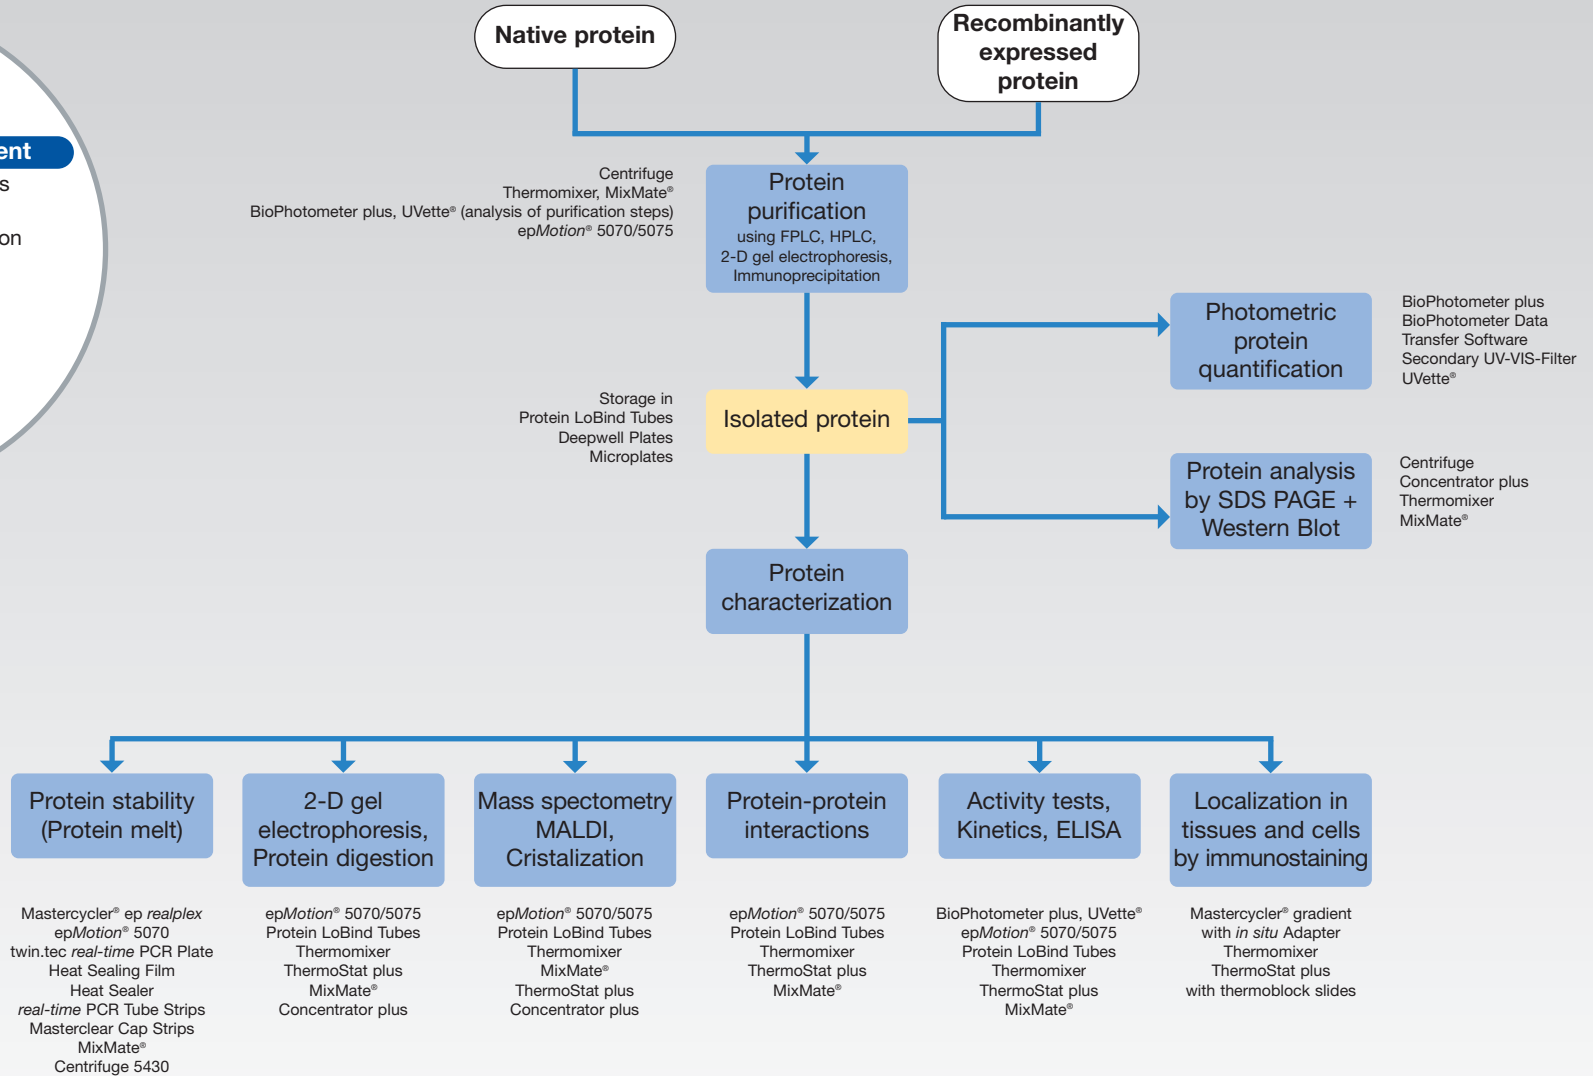 Native protein
Recombinantly
expressed
protein
ent
s
on
Centrifuge
Thermomixer, MixMate®
BioPhotometer plus, UVette® (analysis of purification steps)
epMotion® 5070/5075
Protein
purification
using FPLC, HPLC,
2-D gel electrophoresis,
Immunoprecipitation
Photometric
protein
quantification
BioPhotometer plus
BioPhotometer Data
Transfer Software
Secondary UV-VIS-Filter
UVette®
Storage in
Protein LoBind Tubes
Deepwell Plates
Microplates
Isolated protein
Protein analysis
by SDS PAGE +
Western Blot
Centrifuge
Concentrator plus
Thermomixer
MixMate®
Protein
characterization
Protein stability
(Protein melt)
2-D gel
electrophoresis,
Protein digestion
Mass spectometry
MALDI,
Cristalization
Protein-protein
interactions
Activity tests,
Kinetics, ELISA
Localization in
tissues and cells
by immunostaining
Mastercycler® ep realplex
epMotion® 5070
twin.tec real-time PCR Plate
Heat Sealing Film
Heat Sealer
real-time PCR Tube Strips
Masterclear Cap Strips
MixMate®
Centrifuge 5430
epMotion® 5070/5075
Protein LoBind Tubes
Thermomixer
ThermoStat plus
MixMate®
Concentrator plus
epMotion® 5070/5075
Protein LoBind Tubes
Thermomixer
MixMate®
ThermoStat plus
Concentrator plus
epMotion® 5070/5075
Protein LoBind Tubes
Thermomixer
ThermoStat plus
MixMate®
BioPhotometer plus, UVette®
epMotion® 5070/5075
Protein LoBind Tubes
Thermomixer
ThermoStat plus
MixMate®
Mastercycler® gradient
with in situ Adapter
Thermomixer
ThermoStat plus
with thermoblock slides